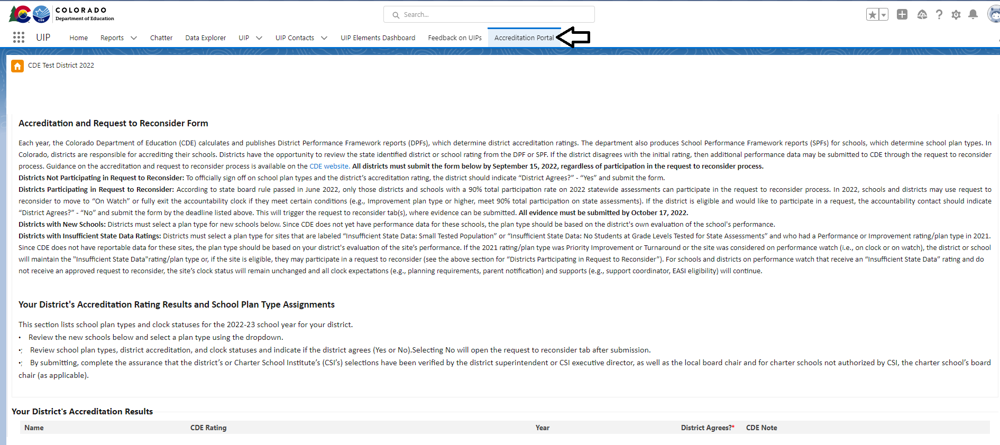 COLORADO
Department of Education
CDE
Search...
UIP
Home
Reports
Chatter
Data Explorer
UIP
UIP Contacts
UIP Elements Dashboard
Feedback on UIPs
Accreditation Portal
CDE Test District 2022
Accreditation and Request to Reconsider Form
Each year, the Colorado Department of Education (CDE) calculates and publishes District Performance Framework reports (DPFs), which determine district accreditation ratings. The department also produces School Performance Framework reports (SPFs) for schools, which determine school plan types. In
Colorado, districts are responsible for accrediting their schools. Districts have the opportunity to review the state identified district or school rating from the DPF or SPF. If the district disagrees with the initial rating, then additional performance data may be submitted to CDE through the request to reconsider
process. Guidance on the accreditation and request to reconsider process is available on the CDE website. All districts must submit the form below by September 15, 2022, regardless of participation in the request to reconsider process.
Districts Not Participating in Request to Reconsider: To officially sign off on school plan types and the district’s accreditation rating, the district should indicate “District Agrees?” - “Yes” and submit the form.
Districts Participating in Request to Reconsider: According to state board rule passed in June 2022, only those districts and schools with a 90% total participation rate on 2022 statewide assessments can participate in the request to reconsider process. In 2022, schools and districts may use request to
reconsider to move to “On Watch” or fully exit the accountability clock if they meet certain conditions (e.g., Improvement plan type or higher, meet 90% total participation on state assessments). If the district is eligible and would like to participate in a request, the accountability contact should indicate
“District Agrees?” - “No” and submit the form by the deadline listed above. This will trigger the request to reconsider tab(s), where evidence can be submitted. All evidence must be submitted by October 17, 2022.
Districts with New Schools: Districts must select a plan type for new schools below. Since CDE does not yet have performance data for these schools, the plan type should be based on the district's own evaluation of the school's performance.
Districts with Insufficient State Data Ratings: Districts must select a plan type for sites that are labeled “Insufficient State Data: Small Tested Population” or “Insufficient State Data: No Students at Grade Levels Tested for State Assessments” and who had a Performance or Improvement rating/plan type in 2021.
Since CDE does not have reportable data for these sites, the plan type should be based on your district's evaluation of the site’s performance. If the 2021 rating/plan type was Priority Improvement or Turnaround or the site was considered on performance watch (i.e., on clock or on watch), the district or school
will maintain the "Insufficient State Data"rating/plan type or, if the site is eligible, they may participate in a request to reconsider (see the above section for “Districts Participating in Request to Reconsider”). For schools and districts on performance watch that receive an “Insufficient State Data” rating and do
not receive an approved request to reconsider, the site’s clock status will remain unchanged and all clock expectations (e.g., planning requirements, parent notification) and supports (e.g., support coordinator, EASI eligibility) will continue.
Your District's Accreditation Rating Results and School Plan Type Assignments
This section lists school plan types and clock statuses for the 2022-23 school year for your district.
• Review the new schools below and select a plan type using the dropdown.
•; Review school plan types, district accreditation, and clock statuses and indicate if the district agrees (Yes or No).Selecting No will open the request to reconsider tab after submission.
•; By submitting, complete the assurance that the district’s or Charter School Institute’s (CSI’s) selections have been verified by the district superintendent or CSI executive director, as well as the local board chair and for charter schools not authorized by CSI, the charter school’s board
chair (as applicable).
Your District's Accreditation Results
Name CDE Rating Year District Agrees?* CDE Note